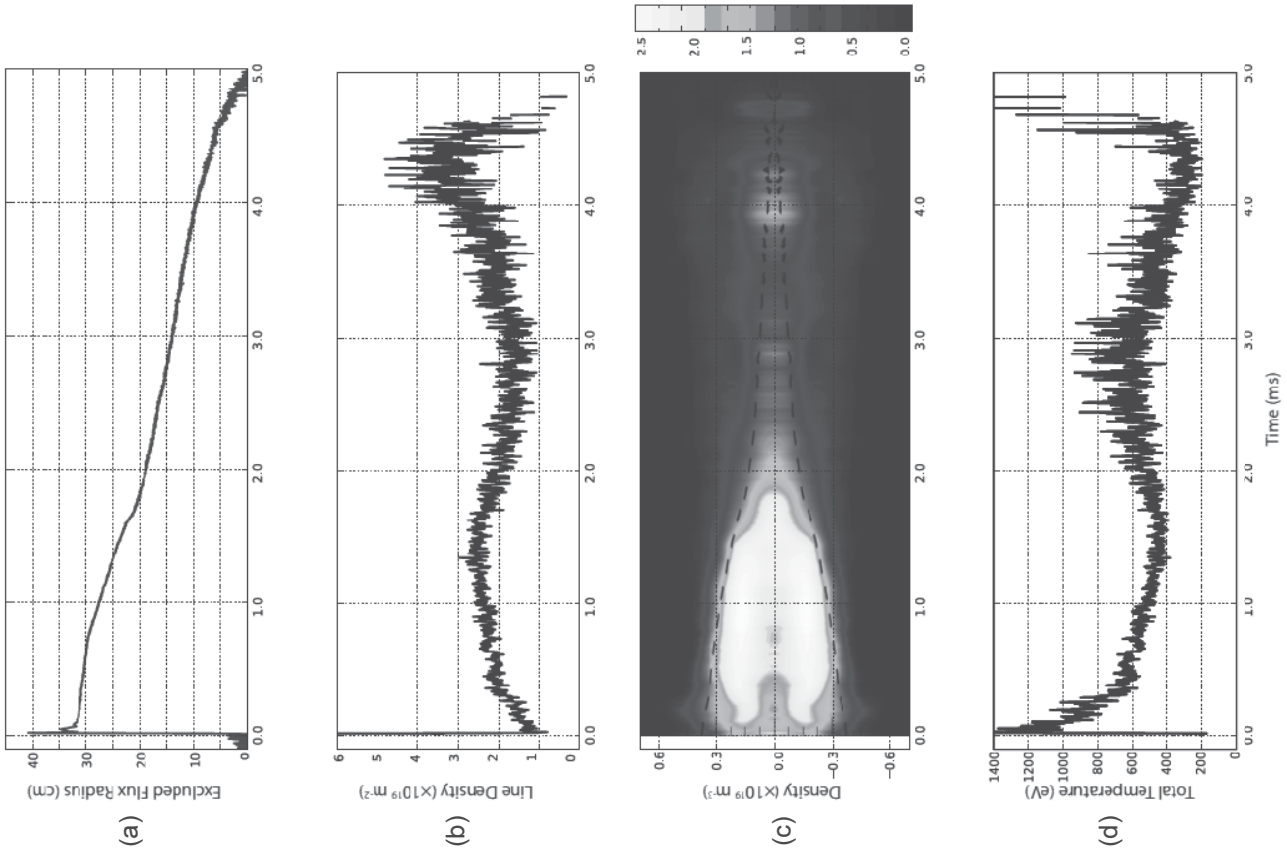 (a)
Excluded Flux Radius (cm)
40
30
20
10
0
0.0 1.0 2.0 3.0 4.0 5.0
(b)
Line Density (×10¹⁹ m⁻²)
6
5
4
3
2
1
0
0.0 1.0 2.0 3.0 4.0 5.0
(c)
Density (×10¹⁹ m⁻³)
0.6
0.3
0.0
−0.3
−0.6
0.0 1.0 2.0 3.0 4.0 5.0
2.5
2.0
1.5
1.0
0.5
0.0
(d)
Total Temperature (eV)
1400
1200
1000
800
600
400
200
0
0.0 1.0 2.0 3.0 4.0 5.0
Time (ms)